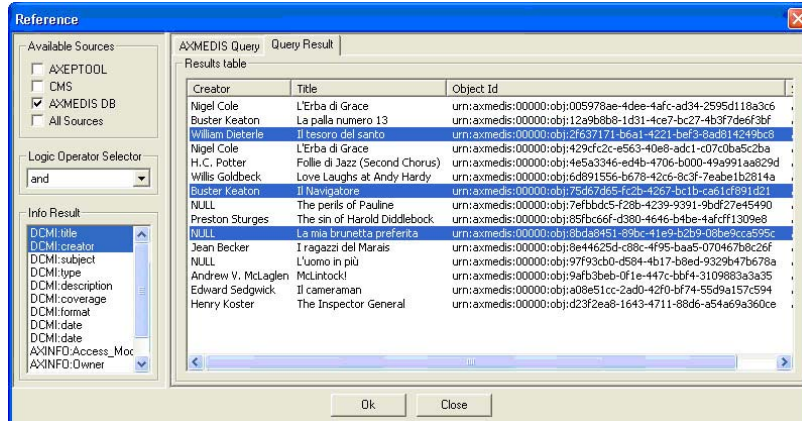 Reference
Available Sources
AXEPTOOL
CMS
AXMEDIS DB
All Sources
Logic Operator Selector
and
Info Result
DCMI:title
DCMI:creator
DCMI:subject
DCMI:type
DCMI:description
DCMI:coverage
DCMI:format
DCMI:date
DCMI:date
AXINFO:Access_Moc
AXINFO:Owner
AXMEDIS Query Query Result
Results table
Creator Title Object Id
Nigel Cole L'Erba di Grace urn:axmedis:00000:obj:005978ae-4dee-4afc-ad34-2595d118a3c6
Buster Keaton La palla numero 13 urn:axmedis:00000:obj:12a9b8b8-1d31-4ce7-bc27-4b3f7de6f3bf
William Dieterle Il tesoro del santo urn:axmedis:00000:obj:2f637171-b6a1-4221-bef3-8ad814249bc8
Nigel Cole L'Erba di Grace urn:axmedis:00000:obj:429cfc2c-e563-40e8-adc1-c07c0ba5c2ba
H.C. Potter Follie di Jazz (Second Chorus) urn:axmedis:00000:obj:4e5a3346-ed4b-4706-b000-49a991aa829d
Willis Goldbeck Love Laughs at Andy Hardy urn:axmedis:00000:obj:6d891556-b678-42c6-8c3f-7eabe1b2814a
Buster Keaton Il Navigatore urn:axmedis:00000:obj:75d67d65-fc2b-4267-bc1b-ca61cf891d21
NULL The perils of Pauline urn:axmedis:00000:obj:7efbbdc5-f28b-4239-9391-9bdf27e45490
Preston Sturges The sin of Harold Diddlebock urn:axmedis:00000:obj:85fbc66f-d380-4646-b4be-4afcff1309e8
NULL La mia brunetta preferita urn:axmedis:00000:obj:8bda8451-89bc-41e9-b2b9-08be9cca595c
Jean Becker I ragazzi del Marais urn:axmedis:00000:obj:8e44625d-c88c-4f95-baa5-070467b8c26f
NULL L'uomo in più urn:axmedis:00000:obj:97f93cb0-d584-4b17-b8ed-9329b47b678a
Andrew V. McLaglen McLintock! urn:axmedis:00000:obj:9afb3beb-0f1e-447c-bbf4-3109883a3a35
Edward Sedgwick Il cameraman urn:axmedis:00000:obj:a08e51cc-2ad0-42f0-bf74-55d9a157c594
Henry Koster The Inspector General urn:axmedis:00000:obj:d23f2ea8-1643-4711-88d6-a54a69a360ce
Ok Close